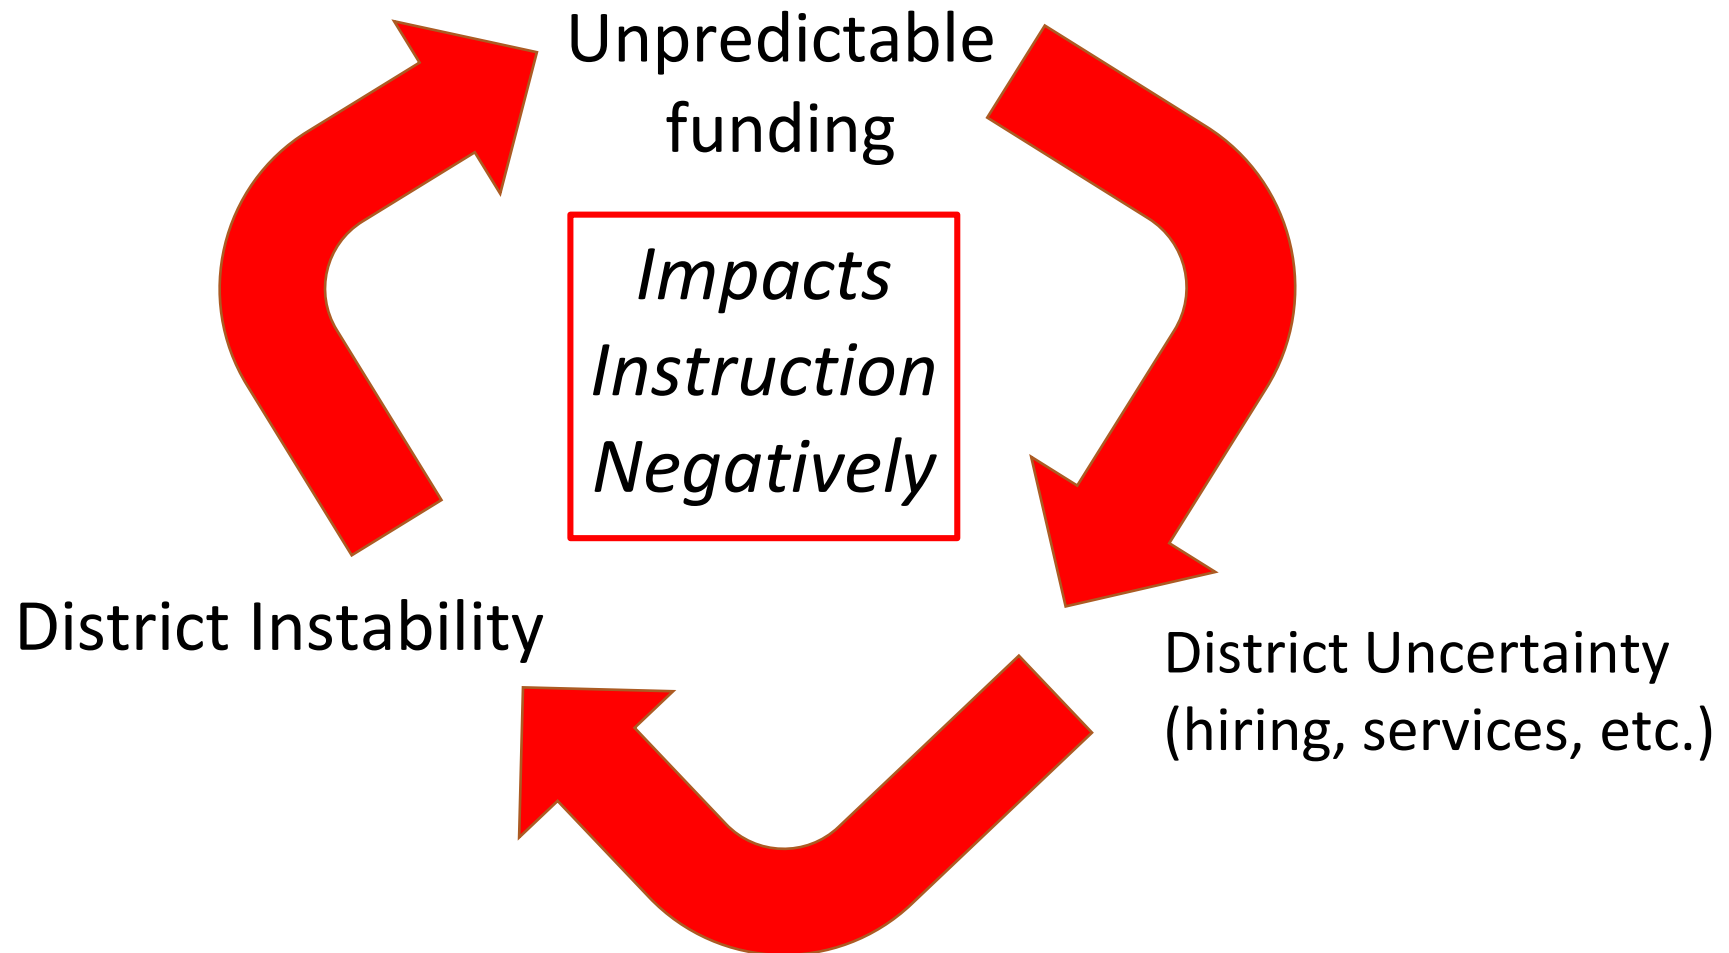 Unpredictable
funding
Impacts
Instruction
Negatively
District Instability
District Uncertainty
(hiring, services, etc.)